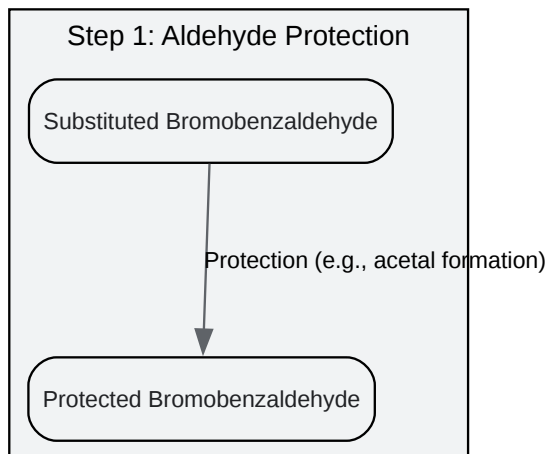 Step 1: Aldehyde Protection
Substituted Bromobenzaldehyde
Protection (e.g., acetal formation)
Protected Bromobenzaldehyde